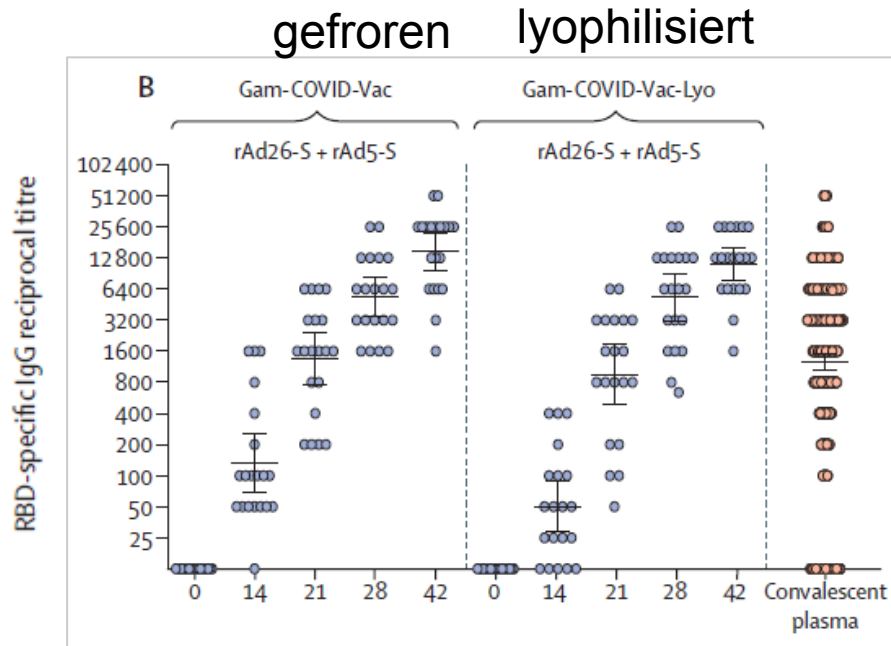 gefroren lyophilisiert
B
Gam-COVID-Vac Gam-COVID-Vac-Lyo
rAd26-S + rAd5-S rAd26-S + rAd5-S
RBD-specific IgG reciprocal titre
102 400
51200
25 600
12 800
6400
3200
1600
800
400
200
100
50
25
0 14 21 28 42 0 14 21 28 42 Convalescent
plasma